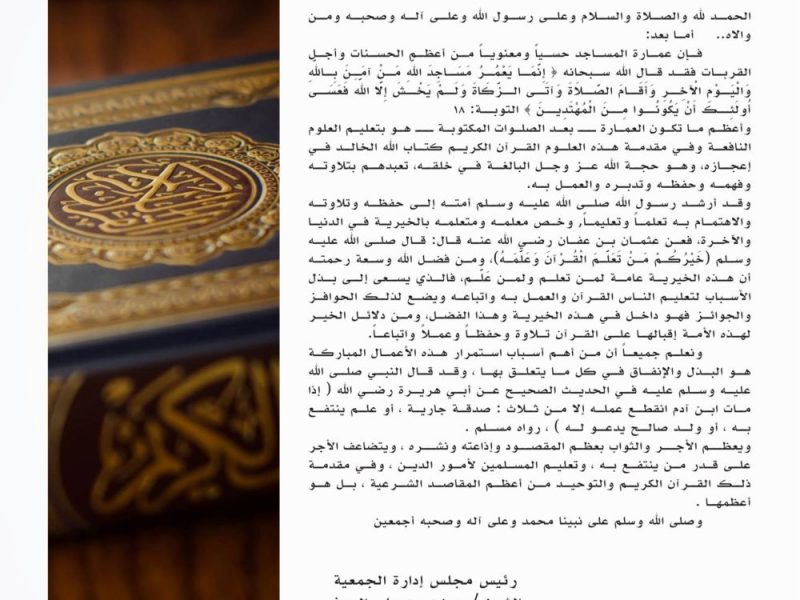 الحمد لله والصلاة والسلام وعلى رسول الله وعلى آله وصحبه ومن
والاه.. أما بعد:
فإن عمارة المساجد حسياً ومعنوياً من أعظم الحسنات وأجل
القربات فقد قال الله سبحانه ﴿ إِنَّمَا يَعْمُرُ مَسَاجِدَ اللهِ مَنْ آمَنَ بِاللَّهِ
وَالْيَوْمِ الْآخِرِ وَأَقَامَ الصَّلَاةَ وَآتَى الزَّكَاةَ وَلَمْ يَخْشَ إِلَّا اللَّهَ فَعَسَى
أُولَئِكَ أَنْ يَكُونُوا مِنَ الْمُهْتَدِينَ ﴾ التوبة: ١٨
وأعظم ما تكون العمارة ــ بعد الصلوات المكتوبة ــ هو بتعليم العلوم
النافعة وفي مقدمة هذه العلوم القرآن الكريم كتاب الله الخالد في
إعجازه، وهو حجة الله عز وجل البالغة في خلقه، تعبدهم بتلاوته
وفهمه وحفظه وتدبره والعمل به.
وقد أرشد رسول الله صلى الله عليه وسلم أمته إلى حفظه وتلاوته
والاهتمام به تعلماً وتعليماً, وخص معلمه ومتعلمه بالخيرية في الدنيا
والآخرة، فعن عثمان بن عفان رضي الله عنه قال: قال صلى الله عليه
وسلم (خَيْرُكُمْ مَنْ تَعَلَّمَ الْقُرْآنَ وَعَلَّمَهُ)، ومن فضل الله وسعة رحمته
أن هذه الخيرية عامة لمن تعلم ولمن عَلَّم، فالذي يسعى إلى بذل
الأسباب لتعليم الناس القرآن والعمل به واتباعه ويضع لذلك الحوافز
والجوائز فهو داخل في هذه الخيرية وهذا الفضل، ومن دلائل الخير
لهذه الأمة إقبالها على القرآن تلاوة وحفظاً وعملاً واتباعاً.
ونعلم جميعاً أن من أهم أسباب استمرار هذه الأعمال المباركة
هو البذل والإنفاق في كل ما يتعلق بها ، وقد قال النبي صلى الله
عليه وسلم عليه في الحديث الصحيح عن أبي هريرة رضي الله ( إذا
مات ابن آدم انقطع عمله إلا من ثلاث : صدقة جارية ، أو علم ينتفع
به ، أو ولد صالح يدعو له ) ، رواه مسلم .
ويعظم الأجر والثواب بعظم المقصود وإذاعته ونشره ، ويتضاعف الأجر
على قدر من ينتفع به ، وتعليم المسلمين لأمور الدين ، وفي مقدمة
ذلك القرآن الكريم والتوحيد من أعظم المقاصد الشرعية ، بل هو
أعظمها .
وصلى الله وسلم على نبينا محمد وعلى آله وصحبه أجمعين
رئيس مجلس إدارة الجمعية
القرآن الكريم
الكريم